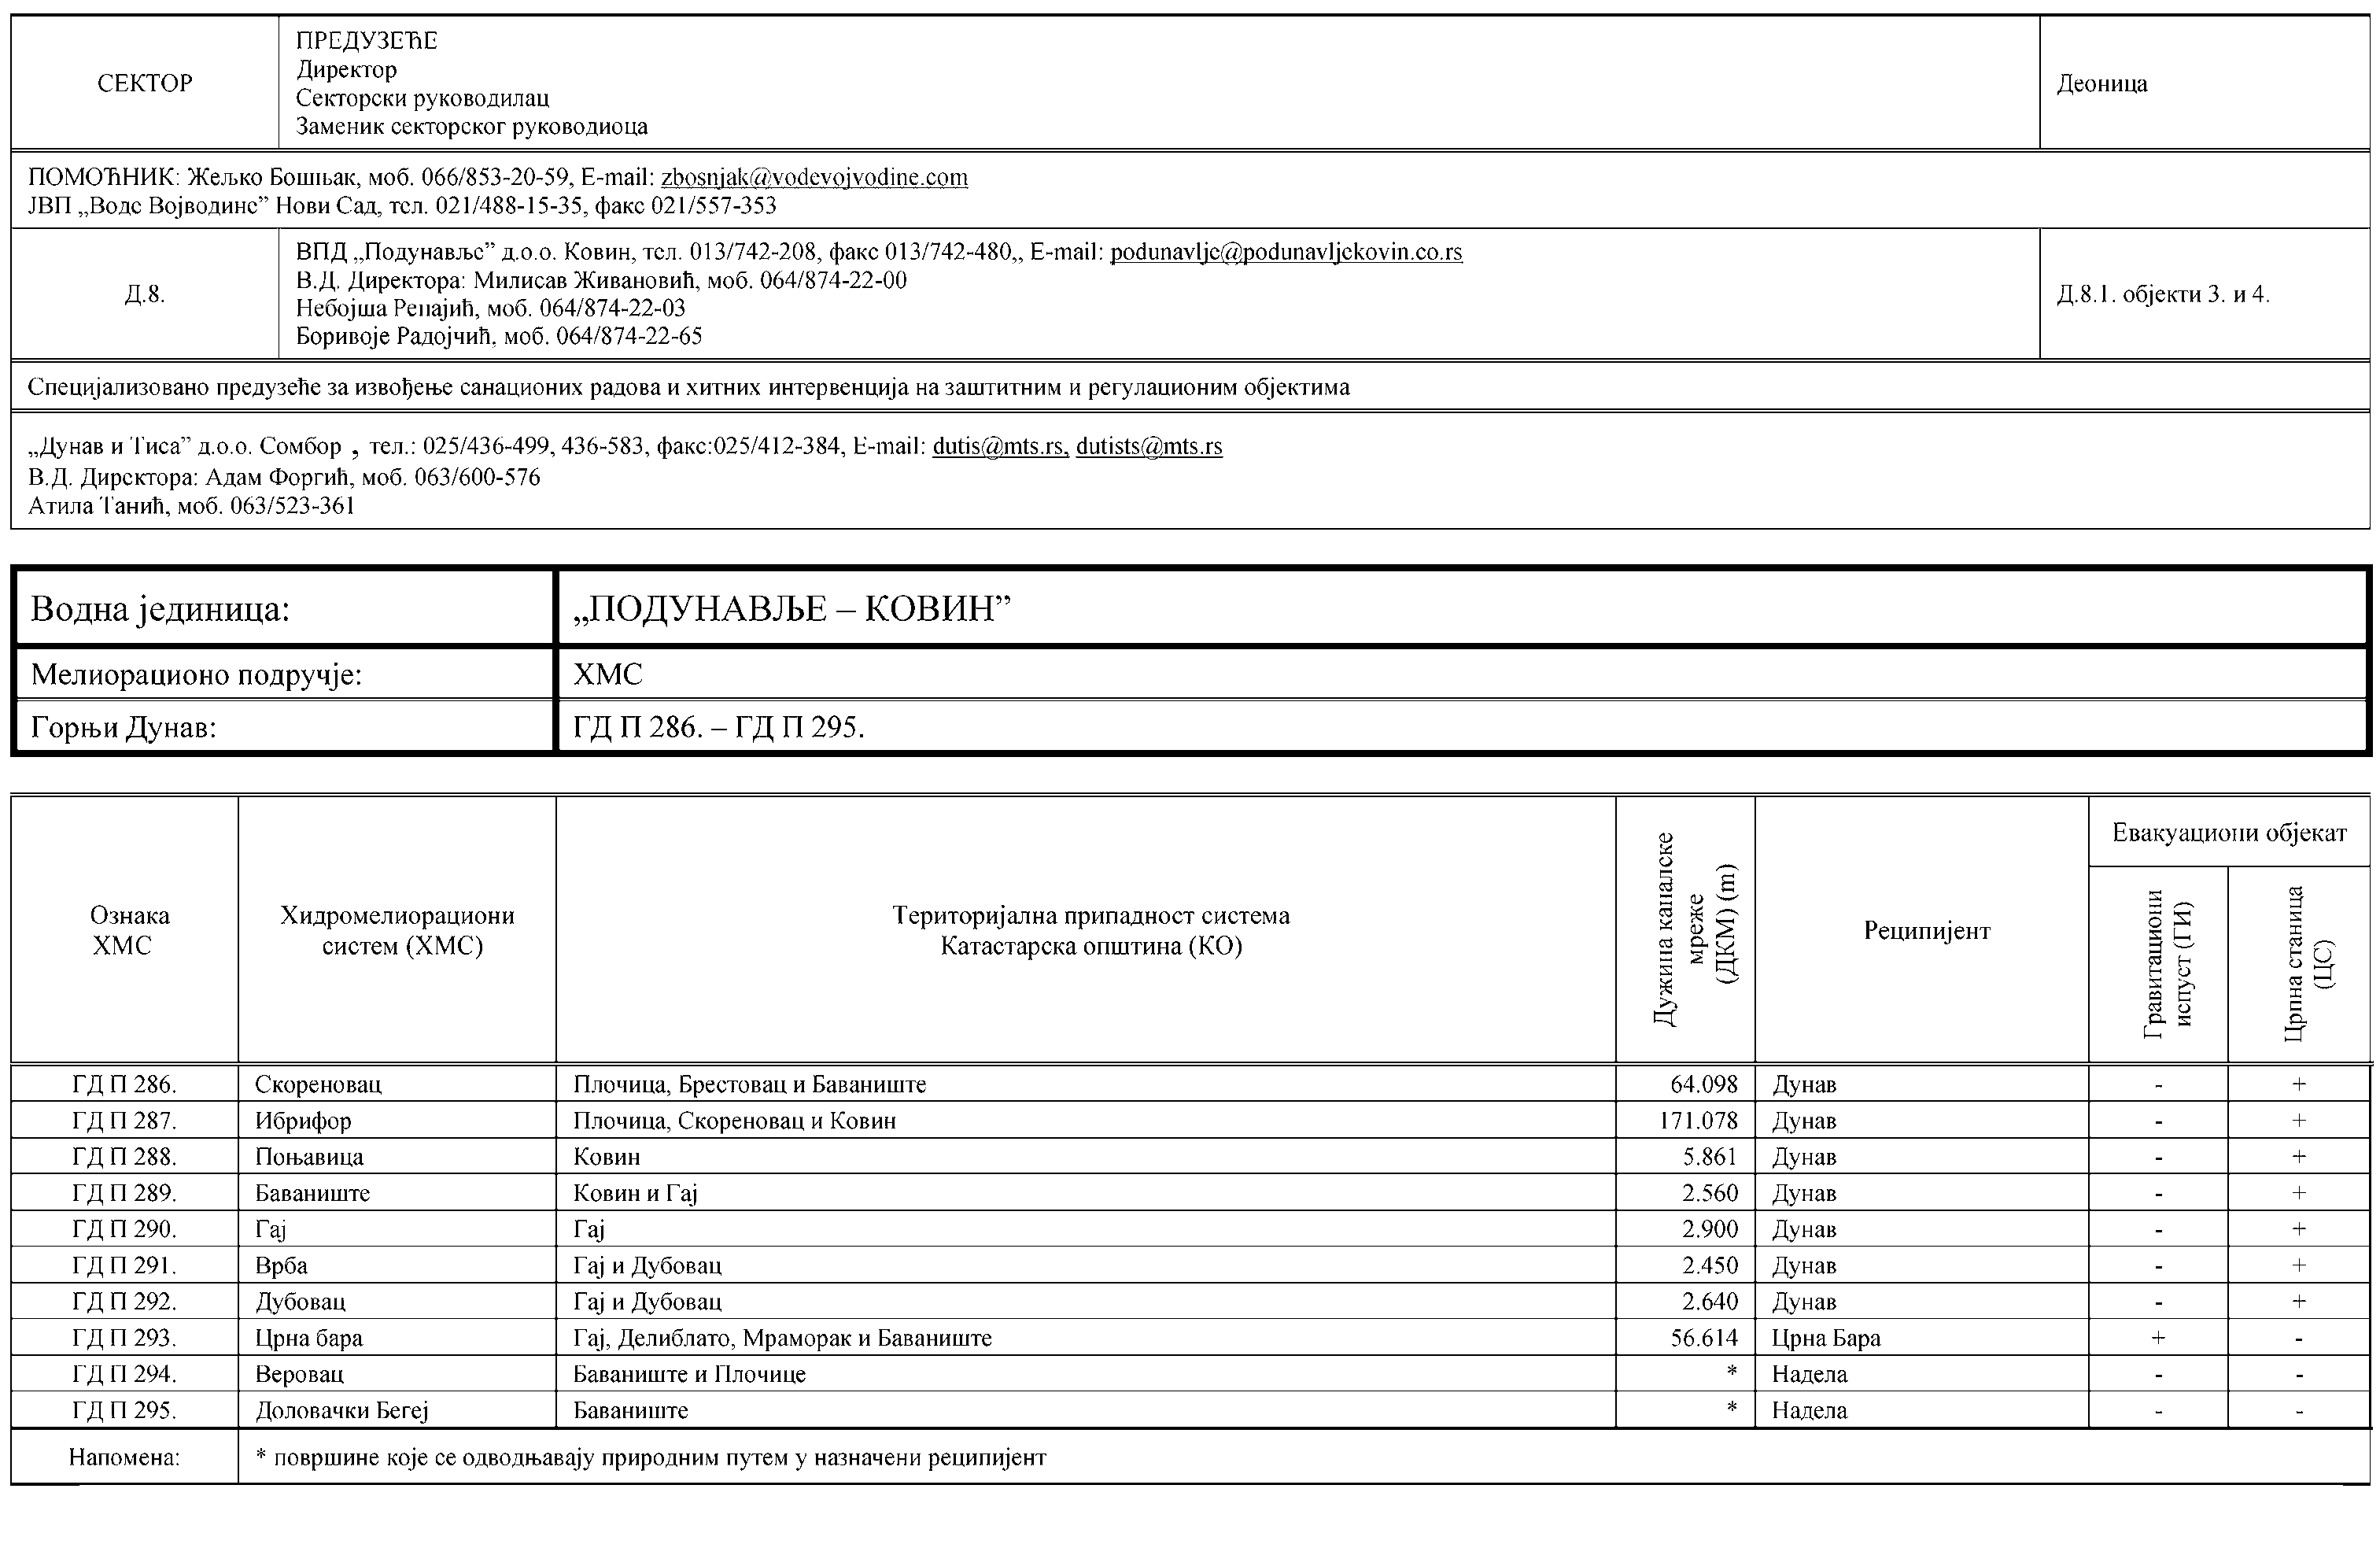 СЕКТОР
ПРЕДУЗЕЋЕ
Директор
Секторски руководилац
Заменик секторског руководиоца
Деоница
ПОМОЋНИК: Жељко Бошњак, моб. 066/853-20-59, E-mail: zbosnjak@vodevojvodine.com
ЈВП „Воде Војводине” Нови Сад, тел. 021/488-15-35, факс 021/557-353
Д.8.
ВПД „Подунавље” д.о.о. Ковин, тел. 013/742-208, факс 013/742-480,, E-mail: podunavlje@podunavljekovin.co.rs
В.Д. Директора: Милисав Живановић, моб. 064/874-22-00
Небојша Репајић, моб. 064/874-22-03
Боривоје Радојчић, моб. 064/874-22-65
Д.8.1. објекти 3. и 4.
Специјализовано предузеће за извођење санационих радова и хитних интервенција на заштитним и регулационим објектима
„Дунав и Тиса” д.о.о. Сомбор , тел.: 025/436-499, 436-583, факс:025/412-384, E-mail: dutis@mts.rs, dutists@mts.rs
В.Д. Директора: Адам Форгић, моб. 063/600-576
Атила Танић, моб. 063/523-361
Водна јединица: „ПОДУНАВЉЕ – КОВИН”
Мелиорационо подручје: ХМС
Горњи Дунав: ГД П 286. – ГД П 295.
Ознака
ХМС
Хидромелиорациони
систем (ХМС)
Територијална припадност система
Катастарска општина (КО)
Дужина каналске
мреже
(ДКМ) (m)
Реципијент
Евакуациони објекат
Гравитациони
испуст (ГИ)
Црпна станица
(ЦС)
ГД П 286. Скореновац Плочица, Брестовац и Баваниште 64.098 Дунав - +
ГД П 287. Ибрифор Плочица, Скореновац и Ковин 171.078 Дунав - +
ГД П 288. Поњавица Ковин 5.861 Дунав - +
ГД П 289. Баваниште Ковин и Гај 2.560 Дунав - +
ГД П 290. Гај Гај 2.900 Дунав - +
ГД П 291. Врба Гај и Дубовац 2.450 Дунав - +
ГД П 292. Дубовац Гај и Дубовац 2.640 Дунав - +
ГД П 293. Црна бара Гај, Делиблато, Мраморак и Баваниште 56.614 Црна Бара + -
ГД П 294. Веровац Баваниште и Плочице * Надела - -
ГД П 295. Доловачки Бегеј Баваниште * Надела - -
Напомена: * површине које се одводњавају природним путем у назначени реципијент